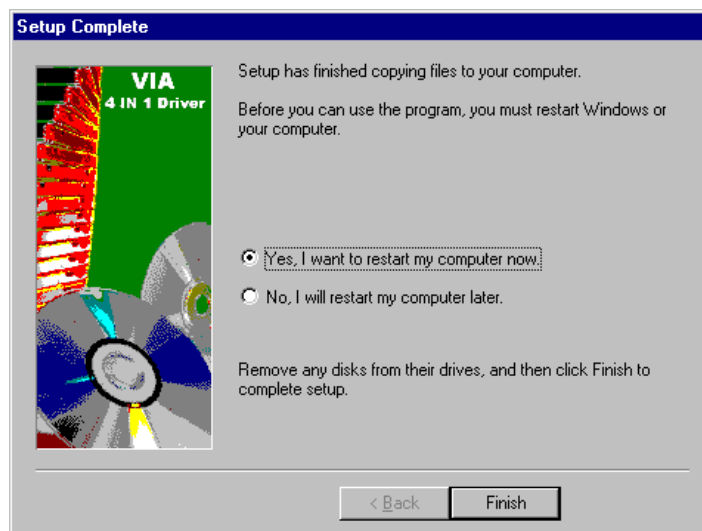 Setup Complete
VIA
4 IN 1 Driver
Setup has finished copying files to your computer.
Before you can use the program, you must restart Windows or
your computer.
Yes, I want to restart my computer now.
No, I will restart my computer later.
Remove any disks from their drives, and then click Finish to
complete setup.
< Back
Finish